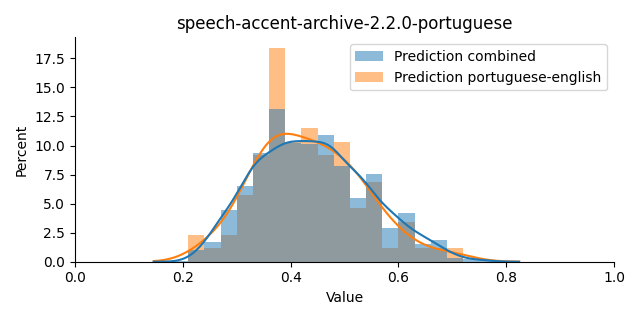 speech-accent-archive-2.2.0-portuguese
Prediction combined
Prediction portuguese-english
Percent
17.5
15.0
12.5
10.0
7.5
5.0
2.5
0.0
0.0 0.2 0.4 0.6 0.8 1.0
Value